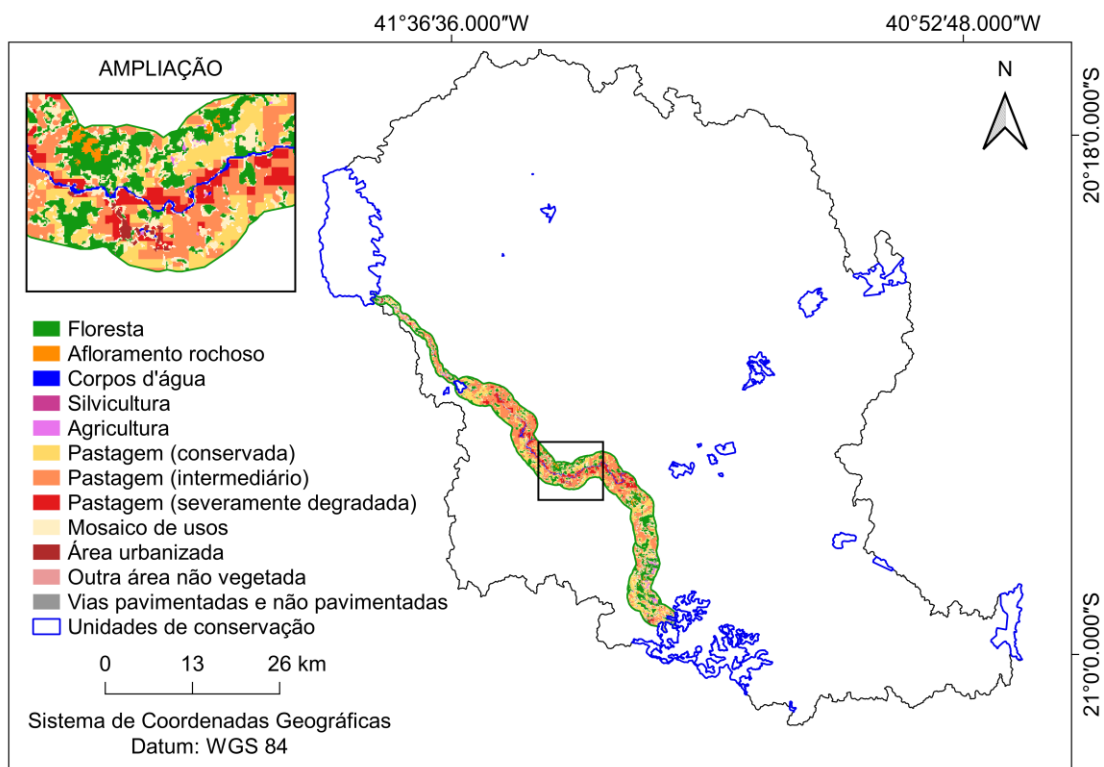 41°36′36.000″W
40°52′48.000″W
AMPLIAÇÃO
N
20°18′0.000″S
Floresta
Afloramento rochoso
Corpos d'água
Silvicultura
Agricultura
Pastagem (conservada)
Pastagem (intermediário)
Pastagem (severamente degradada)
Mosaico de usos
Área urbanizada
Outra área não vegetada
Vias pavimentadas e não pavimentadas
Unidades de conservação
21°0′0.000″S
0 13 26 km
Sistema de Coordenadas Geográficas
Datum: WGS 84